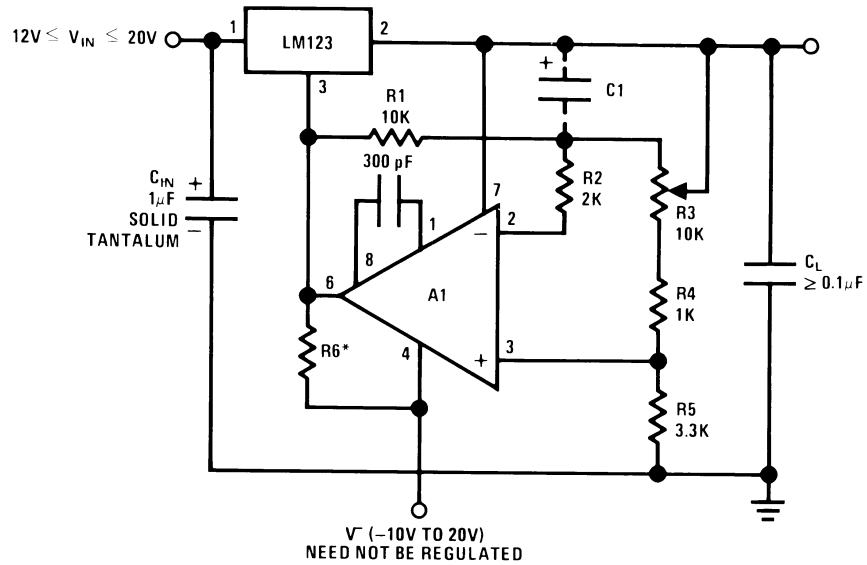 12V ≤ V_IN ≤ 20V
1
LM123
2
3
+
C1
R1
10K
300 pF
C_IN
1μF
SOLID
TANTALUM
+
−
R2
2K
R3
10K
7
2
−
1
8
6
A1
4
+
3
R4
1K
C_L
≥ 0.1μF
R6*
R5
3.3K
V⁻ (−10V TO 20V)
NEED NOT BE REGULATED